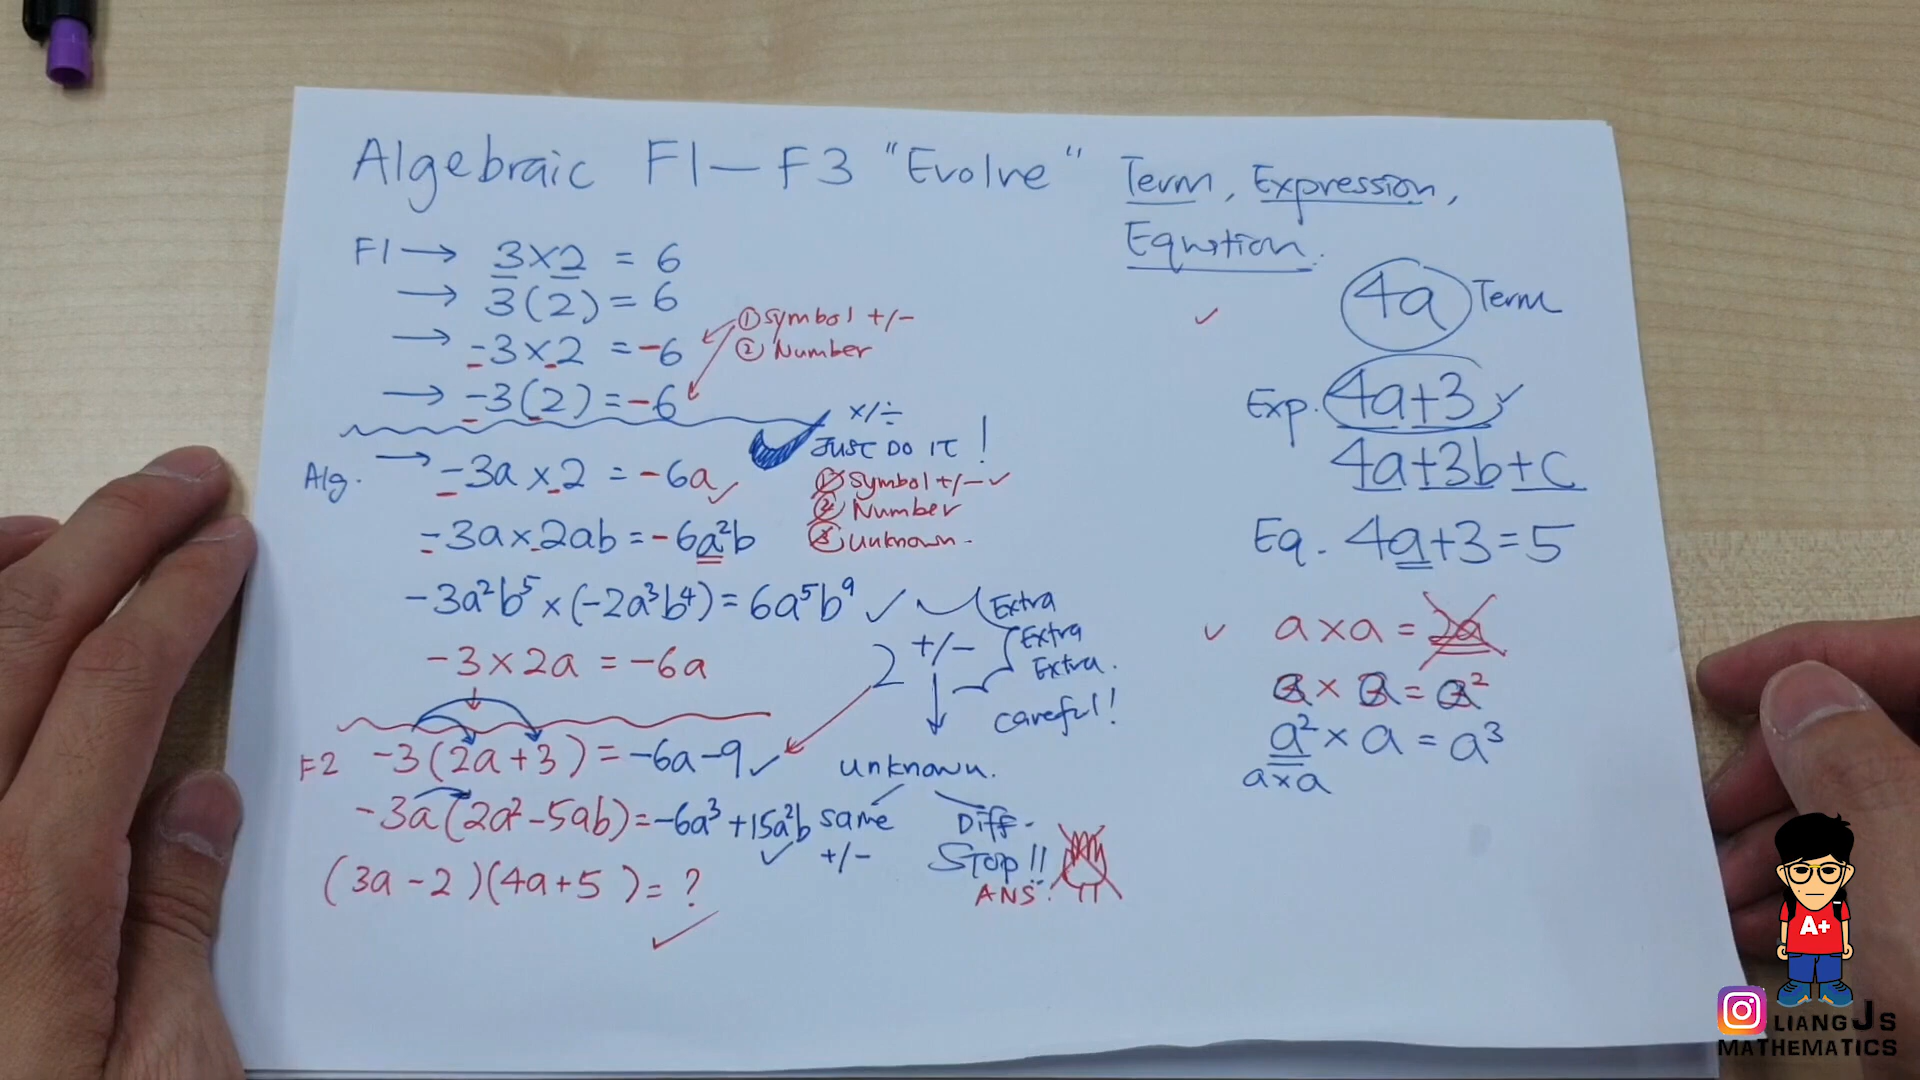 Algebraic F1 — F3 "Evolve"
Term, Expression,
Equation.
F1 → 3×2 = 6
→ 3(2) = 6
→ -3×2 = -6
→ -3(2) = -6
① Symbol +/-
② Number
×/÷
JUST DO IT!
Alg. → -3a × 2 = -6a
① Symbol +/- ✓
② Number
③ Unknown.
-3a×2ab = -6a²b
-3a²b⁵ × (-2a³b⁴) = 6a⁵b⁹ ✓
-3 × 2a = -6a
2 +/-
Extra
Extra
Extra.
careful!
F2 -3(2a+3) = -6a-9 ✓
-3a(2a²-5ab) = -6a³+15a²b ✓
(3a-2)(4a+5) = ?
unknown.
same
+/-
Diff.
STOP!!
ANS.
✓
4a Term
Exp. 4a+3 ✓
4a+3b+c
Eq. 4a+3=5
✓ a×a = 2a
a × a = a²
a² × a = a³
a×a
A+
LIANG JS
MATHEMATICS